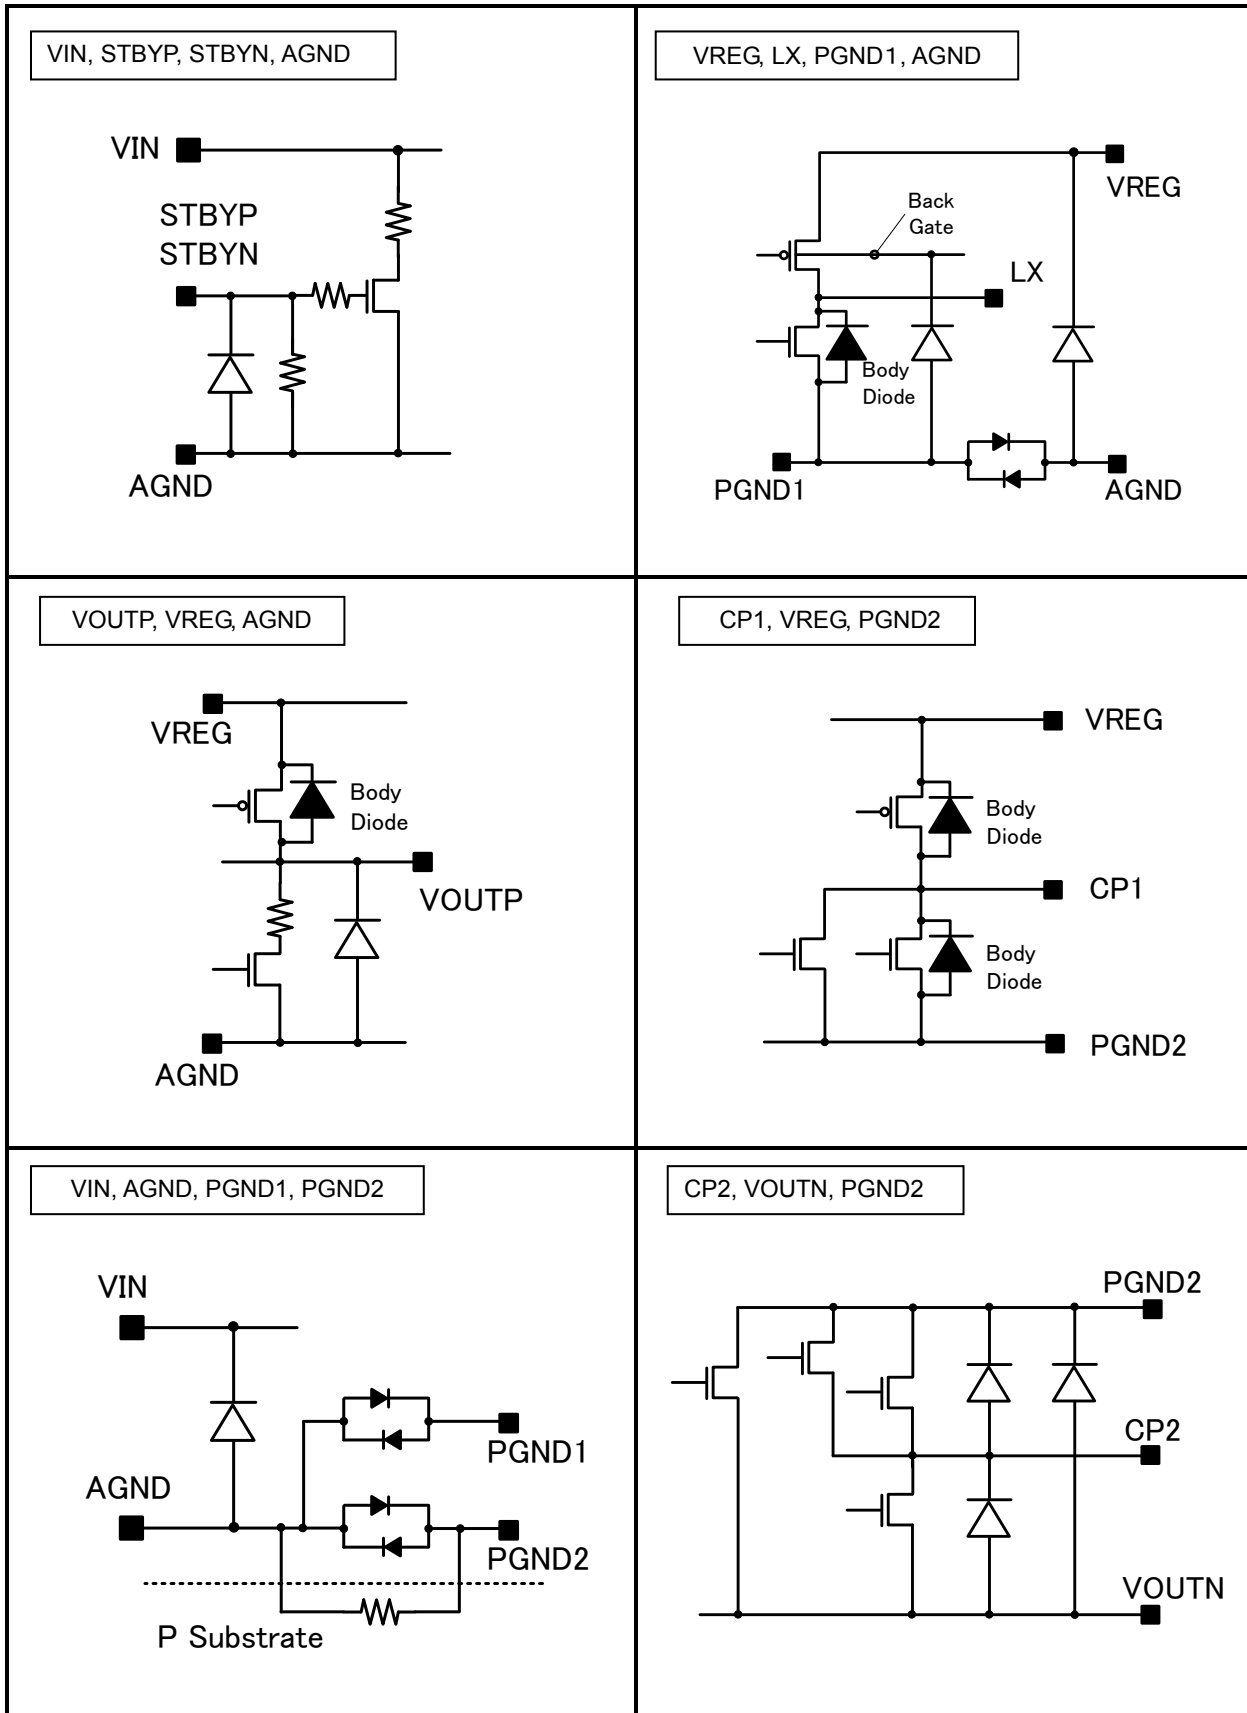 VIN, STBYP, STBYN, AGND
VIN
STBYP
STBYN
AGND
VREG, LX, PGND1, AGND
VREG
Back
Gate
LX
Body
Diode
PGND1
AGND
VOUTP, VREG, AGND
VREG
Body
Diode
VOUTP
AGND
CP1, VREG, PGND2
VREG
Body
Diode
CP1
Body
Diode
PGND2
VIN, AGND, PGND1, PGND2
VIN
PGND1
AGND
PGND2
P Substrate
CP2, VOUTN, PGND2
PGND2
CP2
VOUTN